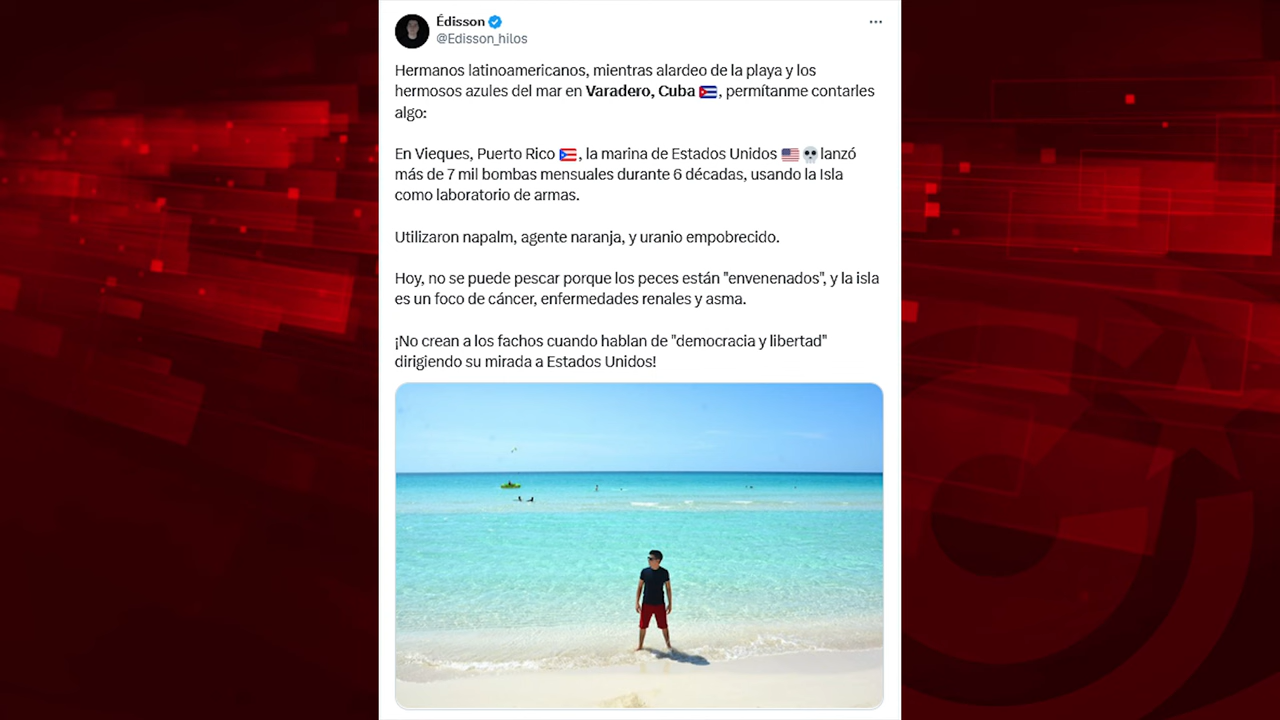 Édisson
@Edisson_hilos
Hermanos latinoamericanos, mientras alardeo de la playa y los
hermosos azules del mar en Varadero, Cuba 🇨🇺, permítanme contarles
algo:
En Vieques, Puerto Rico 🇵🇷, la marina de Estados Unidos 🇺🇸💀lanzó
más de 7 mil bombas mensuales durante 6 décadas, usando la Isla
como laboratorio de armas.
Utilizaron napalm, agente naranja, y uranio empobrecido.
Hoy, no se puede pescar porque los peces están "envenenados", y la isla
es un foco de cáncer, enfermedades renales y asma.
¡No crean a los fachos cuando hablan de "democracia y libertad"
dirigiendo su mirada a Estados Unidos!